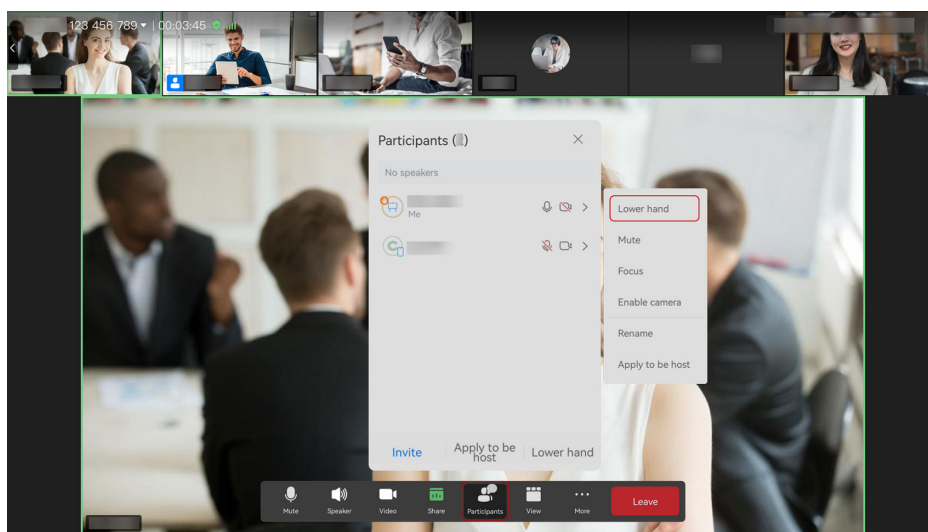 123 456 789 ▾ | 00:03:45
Participants ( )
No speakers
Me
C
Lower hand
Mute
Focus
Enable camera
Rename
Apply to be host
Invite
Apply to be
host
Lower hand
Mute
Speaker
Video
Share
Participants
View
More
Leave